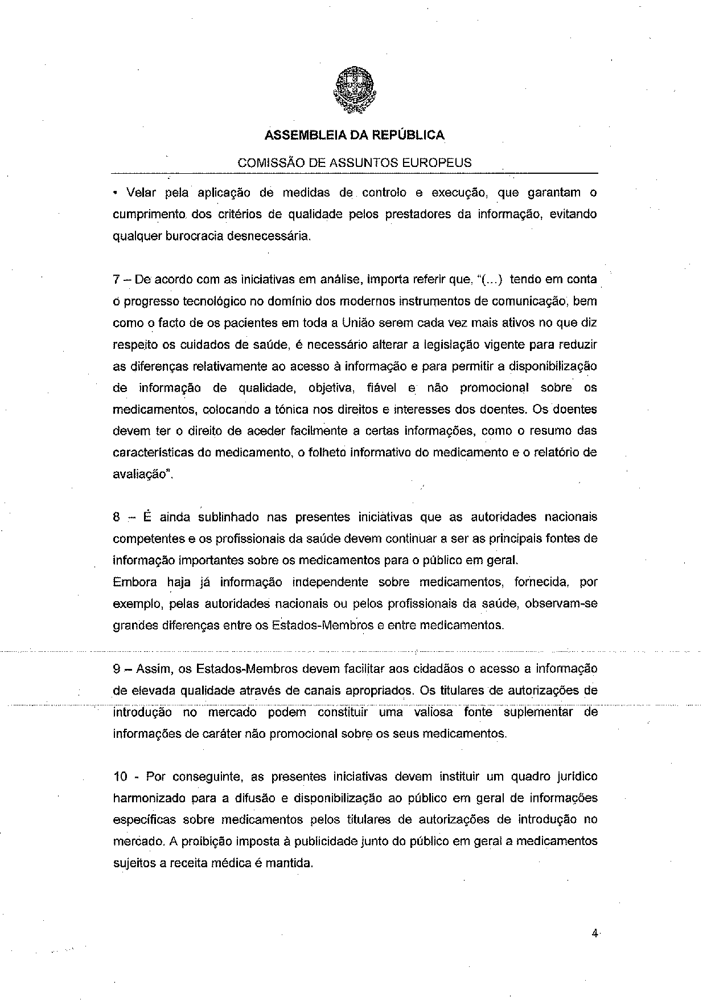 ASSEMBLEIA DA REPÚBLICA
COMISSÃO DE ASSUNTOS EUROPEUS
• Velar pela aplicação de medidas de controlo e execução, que garantam o
cumprimento dos critérios de qualidade pelos prestadores da informação, evitando
qualquer burocracia desnecessária.
7 – De acordo com as iniciativas em análise, importa referir que, "(...) tendo em conta
o progresso tecnológico no domínio dos modernos instrumentos de comunicação, bem
como o facto de os pacientes em toda a União serem cada vez mais ativos no que diz
respeito os cuidados de saúde, é necessário alterar a legislação vigente para reduzir
as diferenças relativamente ao acesso à informação e para permitir a disponibilização
de informação de qualidade, objetiva, fiável e não promocional sobre os
medicamentos, colocando a tónica nos direitos e interesses dos doentes. Os doentes
devem ter o direito de aceder facilmente a certas informações, como o resumo das
características do medicamento, o folheto informativo do medicamento e o relatório de
avaliação".
8 – É ainda sublinhado nas presentes iniciativas que as autoridades nacionais
competentes e os profissionais da saúde devem continuar a ser as principais fontes de
informação importantes sobre os medicamentos para o público em geral.
Embora haja já informação independente sobre medicamentos, fornecida, por
exemplo, pelas autoridades nacionais ou pelos profissionais da saúde, observam-se
grandes diferenças entre os Estados-Membros e entre medicamentos.
9 – Assim, os Estados-Membros devem facilitar aos cidadãos o acesso a informação
de elevada qualidade através de canais apropriados. Os titulares de autorizações de
introdução no mercado podem constituir uma valiosa fonte suplementar de
informações de caráter não promocional sobre os seus medicamentos.
10 - Por conseguinte, as presentes iniciativas devem instituir um quadro jurídico
harmonizado para a difusão e disponibilização ao público em geral de informações
específicas sobre medicamentos pelos titulares de autorizações de introdução no
mercado. A proibição imposta à publicidade junto do público em geral a medicamentos
sujeitos a receita médica é mantida.
4